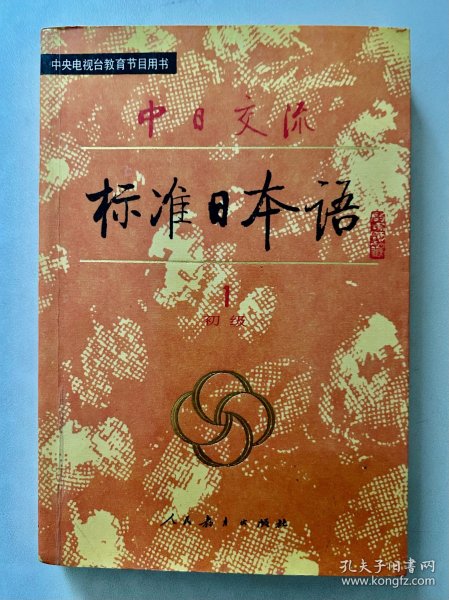 中央电视台教育节目用书
中日交流
标准日本语
1
初级
人民教育出版社
孔夫子旧书网
www.kongfz.com